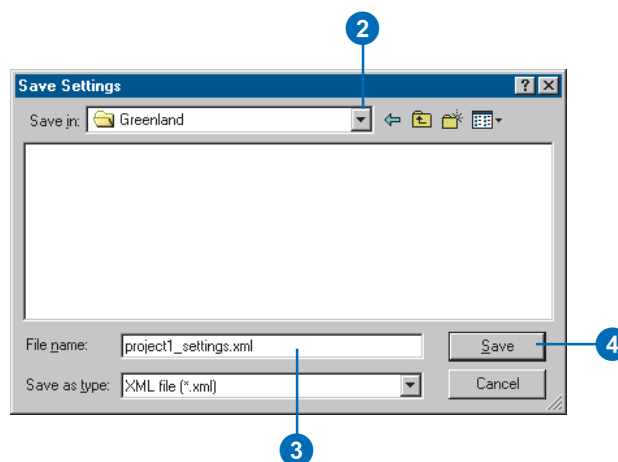 2
Save Settings
Save in: Greenland
File name: project1_settings.xml Save 4
Save as type: XML file (*.xml) Cancel
3